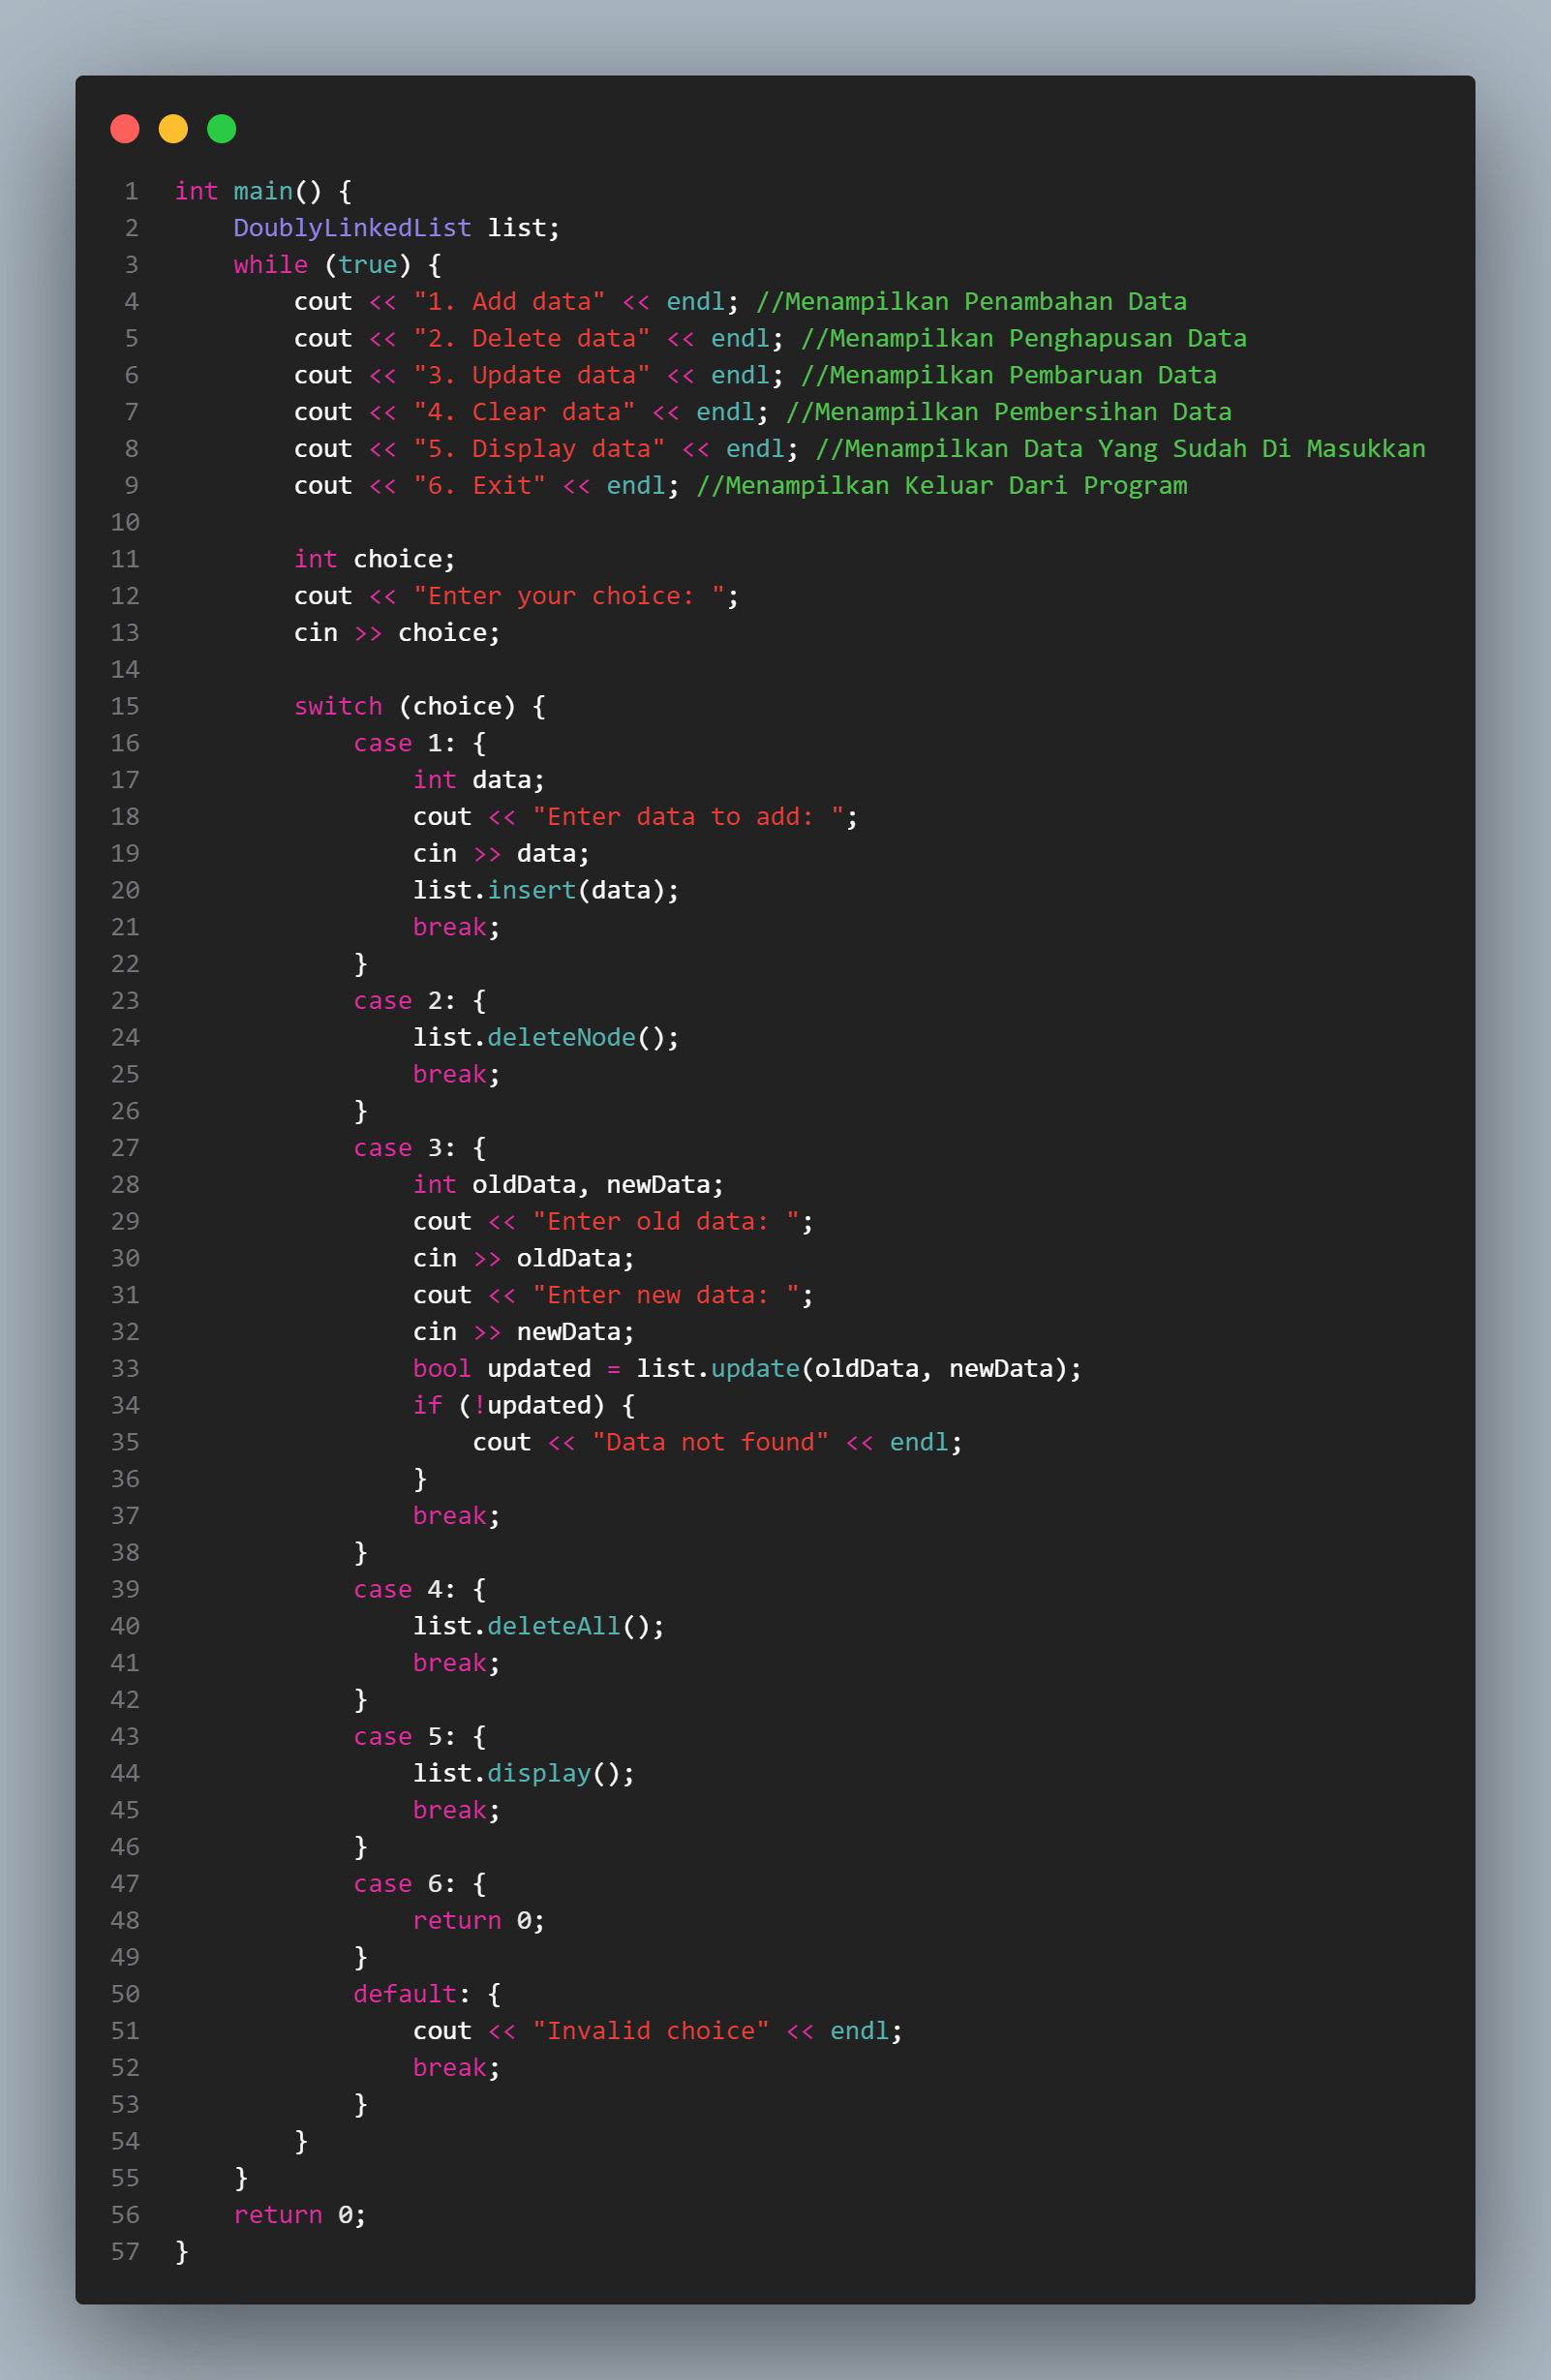 1 int main() {
2     DoublyLinkedList list;
3     while (true) {
4         cout << "1. Add data" << endl; //Menampilkan Penambahan Data
5         cout << "2. Delete data" << endl; //Menampilkan Penghapusan Data
6         cout << "3. Update data" << endl; //Menampilkan Pembaruan Data
7         cout << "4. Clear data" << endl; //Menampilkan Pembersihan Data
8         cout << "5. Display data" << endl; //Menampilkan Data Yang Sudah Di Masukkan
9         cout << "6. Exit" << endl; //Menampilkan Keluar Dari Program
10
11         int choice;
12         cout << "Enter your choice: ";
13         cin >> choice;
14
15         switch (choice) {
16             case 1: {
17                 int data;
18                 cout << "Enter data to add: ";
19                 cin >> data;
20                 list.insert(data);
21                 break;
22             }
23             case 2: {
24                 list.deleteNode();
25                 break;
26             }
27             case 3: {
28                 int oldData, newData;
29                 cout << "Enter old data: ";
30                 cin >> oldData;
31                 cout << "Enter new data: ";
32                 cin >> newData;
33                 bool updated = list.update(oldData, newData);
34                 if (!updated) {
35                     cout << "Data not found" << endl;
36                 }
37                 break;
38             }
39             case 4: {
40                 list.deleteAll();
41                 break;
42             }
43             case 5: {
44                 list.display();
45                 break;
46             }
47             case 6: {
48                 return 0;
49             }
50             default: {
51                 cout << "Invalid choice" << endl;
52                 break;
53             }
54         }
55     }
56     return 0;
57 }